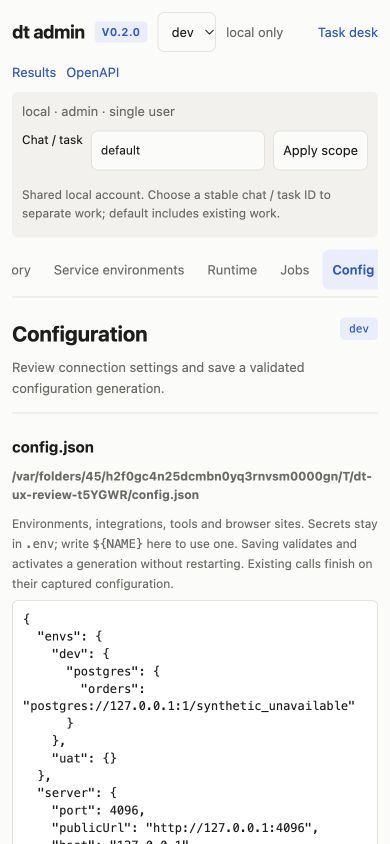 dt admin V0.2.0 dev local only Task desk
Results OpenAPI
local · admin · single user
Chat / task default Apply scope
Shared local account. Choose a stable chat / task ID to
separate work; default includes existing work.
ory Service environments Runtime Jobs Config
Configuration dev
Review connection settings and save a validated
configuration generation.
config.json
/var/folders/45/h2f0gc4n25dcmbn0yq3rnvsm0000gn/T/dt-
ux-review-t5YGWR/config.json
Environments, integrations, tools and browser sites. Secrets stay
in .env; write ${NAME} here to use one. Saving validates and
activates a generation without restarting. Existing calls finish on
their captured configuration.
{
  "envs": {
    "dev": {
      "postgres": {
        "orders":
"postgres://127.0.0.1:1/synthetic_unavailable"
      }
    },
    "uat": {}
  },
  "server": {
    "port": 4096,
    "publicUrl": "http://127.0.0.1:4096",
    "host": "127.0.0.1"